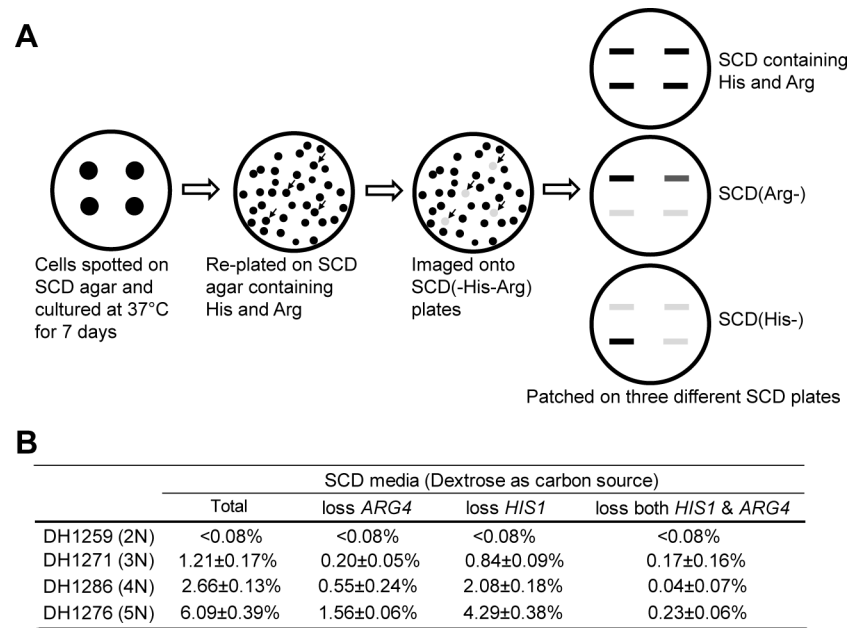 A
Cells spotted on
SCD agar and
cultured at 37°C
for 7 days
Re-plated on SCD
agar containing
His and Arg
Imaged onto
SCD(-His-Arg)
plates
SCD containing
His and Arg
SCD(Arg-)
SCD(His-)
Patched on three different SCD plates
B
SCD media (Dextrose as carbon source)
Total loss ARG4 loss HIS1 loss both HIS1 & ARG4
DH1259 (2N) <0.08% <0.08% <0.08% <0.08%
DH1271 (3N) 1.21±0.17% 0.20±0.05% 0.84±0.09% 0.17±0.16%
DH1286 (4N) 2.66±0.13% 0.55±0.24% 2.08±0.18% 0.04±0.07%
DH1276 (5N) 6.09±0.39% 1.56±0.06% 4.29±0.38% 0.23±0.06%